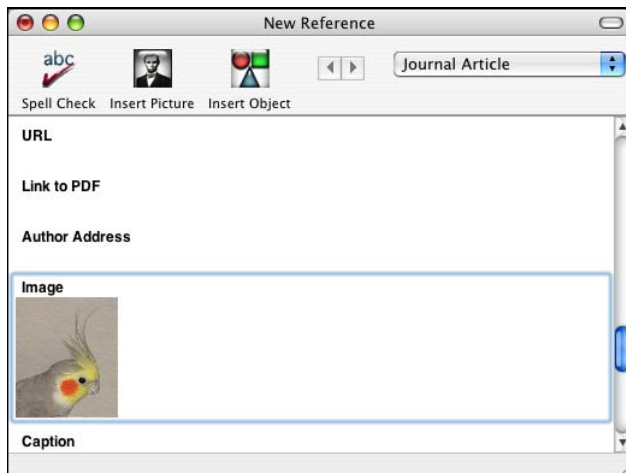 New Reference
abc
Journal Article
Spell Check Insert Picture Insert Object
URL
Link to PDF
Author Address
Image
Caption